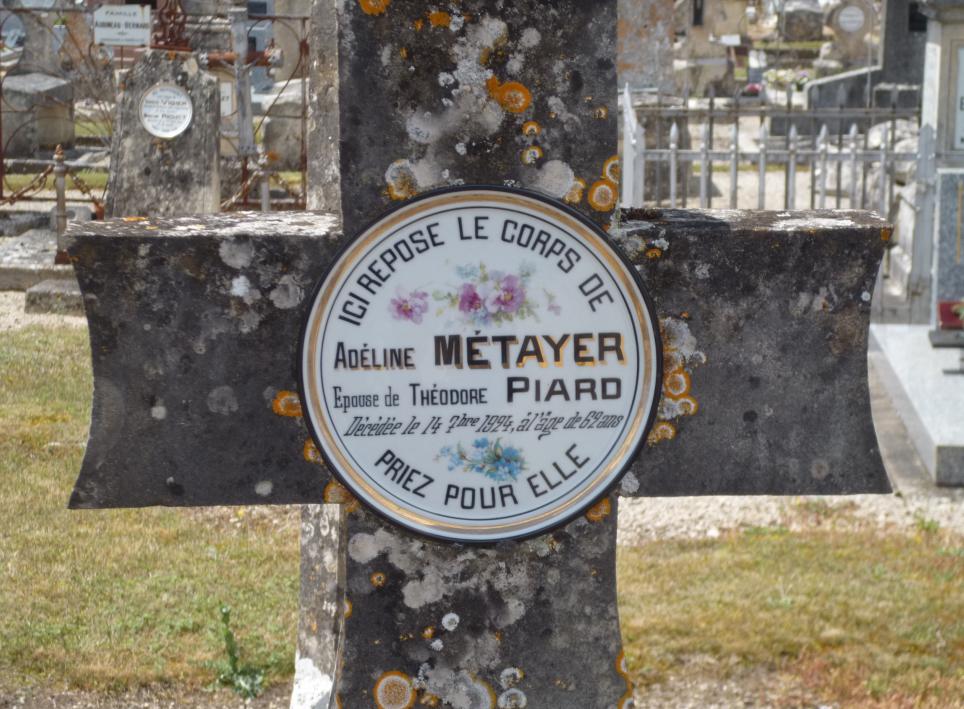 FAMILLE
ICI REPOSE LE CORPS DE
ADÉLINE MÉTAYER
Epouse de THÉODORE PIARD
Décédée le 14 7bre 1924, à l'âge de 62 ans
PRIEZ POUR ELLE